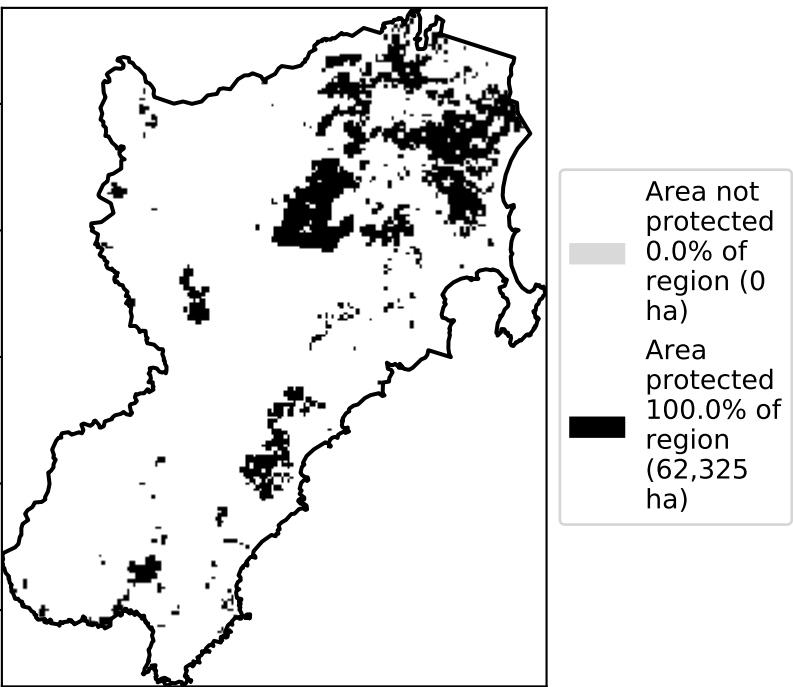 Area not
protected
0.0% of
region (0
ha)
Area
protected
100.0% of
region
(62,325
ha)